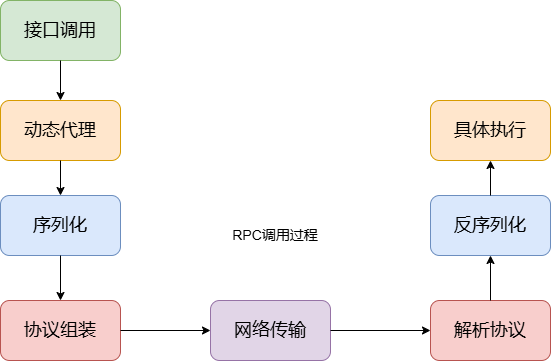 接口调用
动态代理
具体执行
序列化
反序列化
RPC调用过程
协议组装
网络传输
解析协议